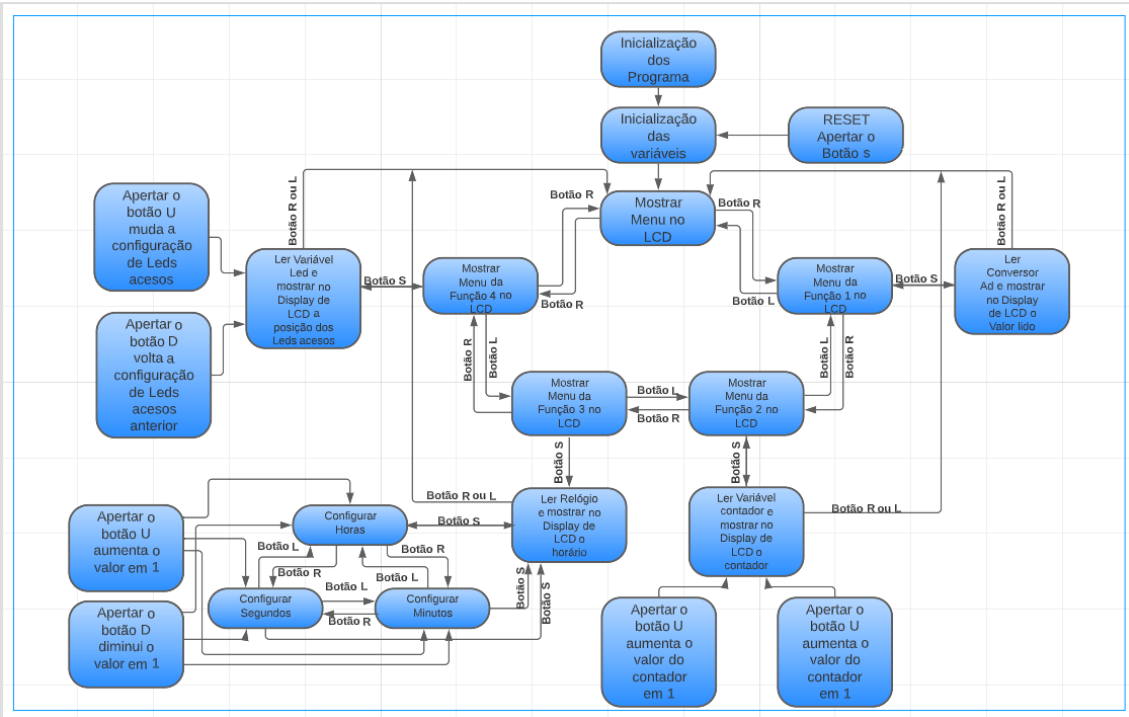 Inicialização
dos
Programa
Inicialização
das
variáveis
RESET
Apertar o
Botão s
Mostrar
Menu no
LCD
Botão R
Botão R
Botão R
Botão L
Botão R ou L
Botão R ou L
Apertar o
botão U
muda a
configuração
de Leds
acesos
Ler Variável
Led e
mostrar no
Display de
LCD a
posição dos
Leds acesos
Botão S
Mostrar
Menu da
Função 4 no
LCD
Mostrar
Menu da
Função 1 no
LCD
Botão S
Ler
Conversor
Ad e mostrar
no Display
de LCD o
Valor lido
Apertar o
botão D
volta a
configuração
de Leds
acesos
anterior
Botão R
Botão L
Botão L
Botão R
Mostrar
Menu da
Função 3 no
LCD
Botão L
Botão R
Mostrar
Menu da
Função 2 no
LCD
Botão S
Botão S
Botão R ou L
Botão R ou L
Ler Relógio
e mostrar no
Display de
LCD o
horário
Ler Variável
contador e
mostrar no
Display de
LCD o
contador
Apertar o
botão U
aumenta o
valor em 1
Configurar
Horas
Botão S
Botão L
Botão R
Botão R
Botão L
Configurar
Segundos
Botão L
Botão R
Configurar
Minutos
Botão S
Botão S
Apertar o
botão D
diminui o
valor em 1
Apertar o
botão U
aumenta o
valor do
contador
em 1
Apertar o
botão U
aumenta o
valor do
contador
em 1